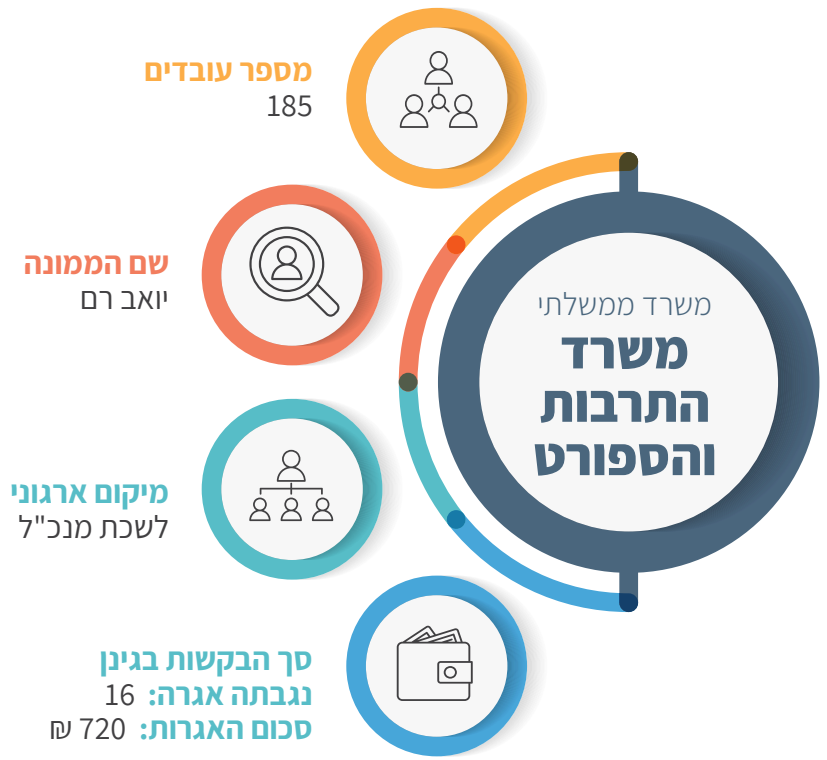 משרד ממשלתי
משרד
התרבות
והספורט
מספר עובדים
185
שם הממונה
יואב רם
מיקום ארגוני
לשכת מנכ"ל
סך הבקשות בגינן
נגבתה אגרה: 16
סכום האגרות: 720 ₪